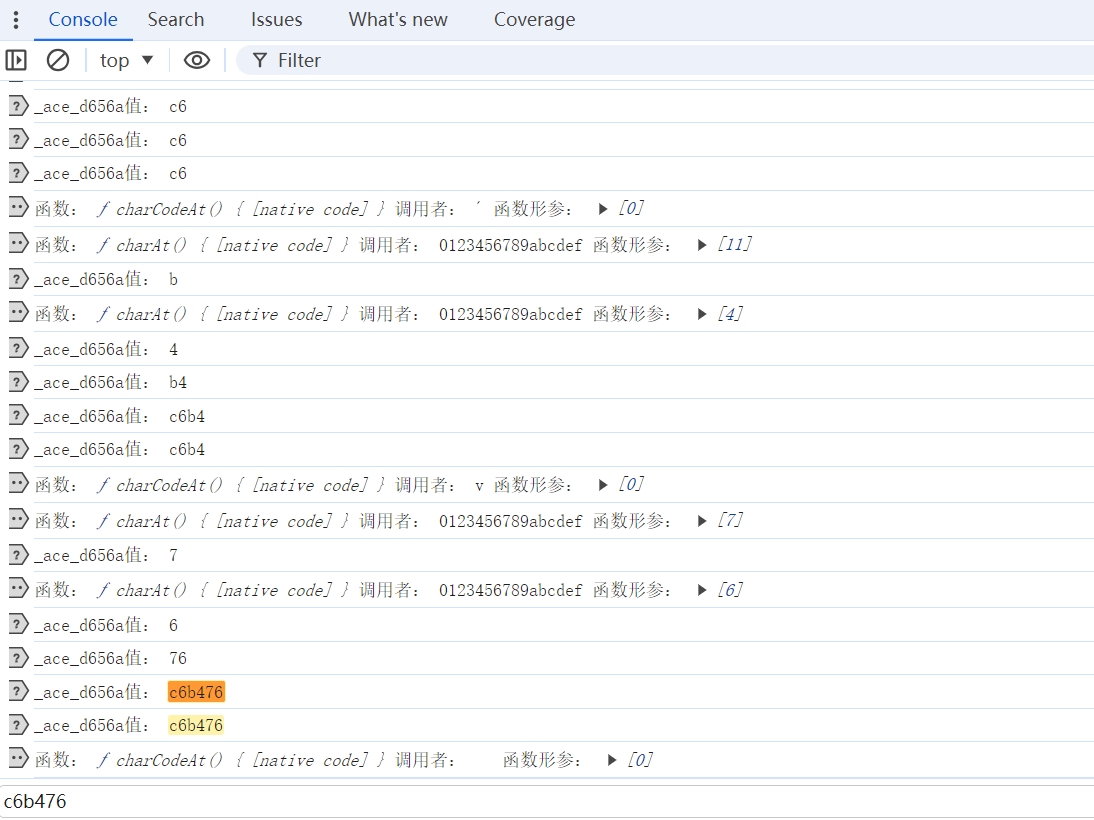 Console Search Issues What's new Coverage
top Filter
_ace_d656a值： c6
_ace_d656a值： c6
_ace_d656a值： c6
函数： ƒ charCodeAt() { [native code] } 调用者： ´ 函数形参： [0]
函数： ƒ charAt() { [native code] } 调用者： 0123456789abcdef 函数形参： [11]
_ace_d656a值： b
函数： ƒ charAt() { [native code] } 调用者： 0123456789abcdef 函数形参： [4]
_ace_d656a值： 4
_ace_d656a值： b4
_ace_d656a值： c6b4
_ace_d656a值： c6b4
函数： ƒ charCodeAt() { [native code] } 调用者： v 函数形参： [0]
函数： ƒ charAt() { [native code] } 调用者： 0123456789abcdef 函数形参： [7]
_ace_d656a值： 7
函数： ƒ charAt() { [native code] } 调用者： 0123456789abcdef 函数形参： [6]
_ace_d656a值： 6
_ace_d656a值： 76
_ace_d656a值： c6b476
_ace_d656a值： c6b476
函数： ƒ charCodeAt() { [native code] } 调用者： 函数形参： [0]
c6b476